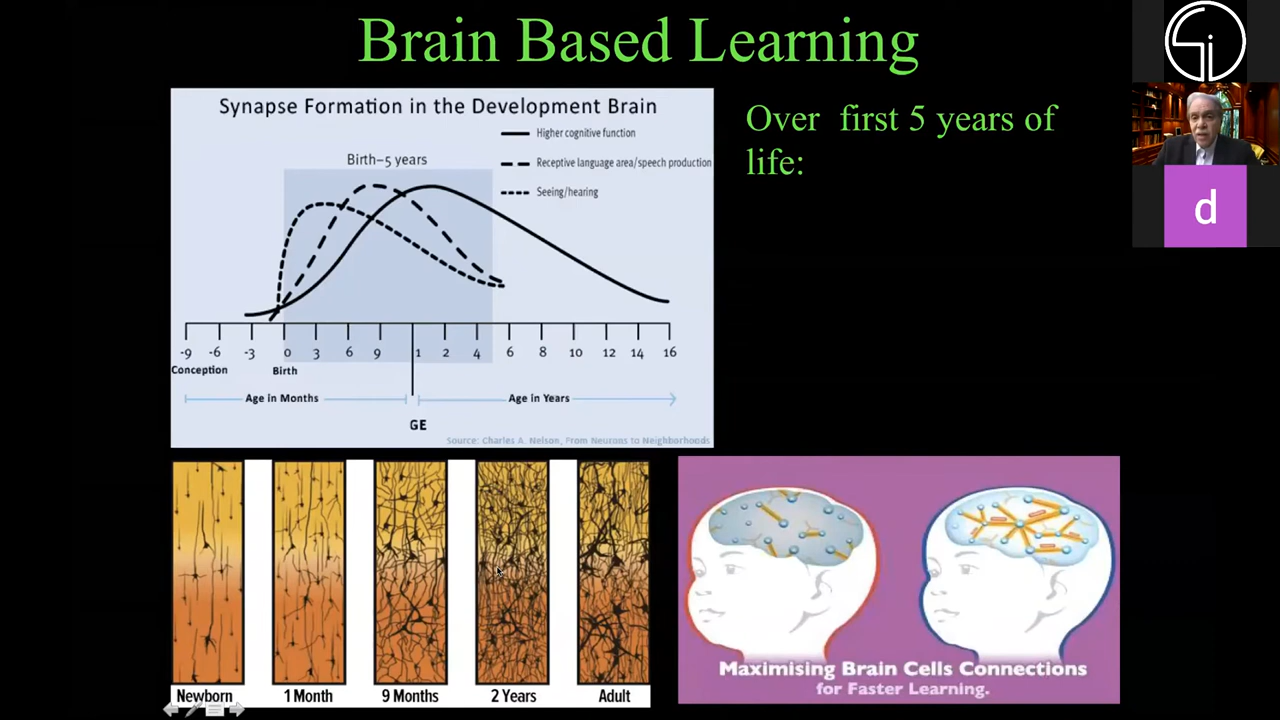 Brain Based Learning
Synapse Formation in the Development Brain
Higher cognitive function
Birth–5 years
Receptive language area/speech production
Seeing/hearing
-9 -6 -3 0 3 6 9 1 2 4 6 8 10 12 14 16
Conception Birth
Age in Months Age in Years
GE
Source: Charles A. Nelson, From Neurons to Neighborhoods
Over first 5 years of
life:
d
Newborn 1 Month 9 Months 2 Years Adult
Maximising Brain Cells Connections
for Faster Learning.